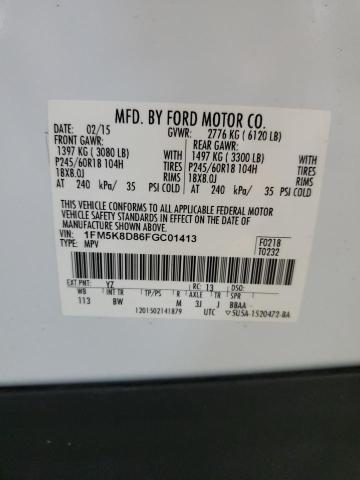 MFD. BY FORD MOTOR CO.
DATE: 02/15 GVWR: 2776 KG ( 6120 LB)
FRONT GAWR: REAR GAWR:
1397 KG ( 3080 LB) WITH 1497 KG ( 3300 LB) WITH
P245/60R18 104H TIRES P245/60R18 104H TIRES
18X8.0J RIMS 18X8.0J RIMS
AT 240 kPa/ 35 PSI COLD AT 240 kPa/ 35 PSI COLD
THIS VEHICLE CONFORMS TO ALL APPLICABLE FEDERAL MOTOR
VEHICLE SAFETY STANDARDS IN EFFECT ON THE DATE OF
MANUFACTURE SHOWN ABOVE.
VIN: 1FM5K8D86FGC01413 F0218
TYPE: MPV T0232
EXT PNT: YZ RC: 13 DSO:
WB INT TR TP/PS R AXLE TR SPR
113 BW M 3J J BBAA
1201502141879 UTC 5U5A-1520472-BA